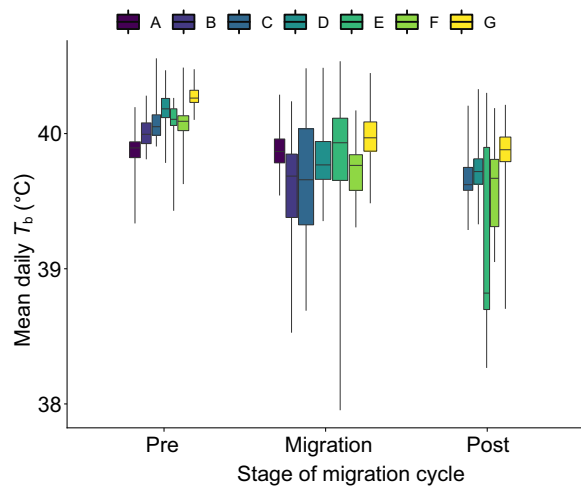 A B C D E F G
Mean daily Tb (°C)
40
39
38
Pre Migration Post
Stage of migration cycle